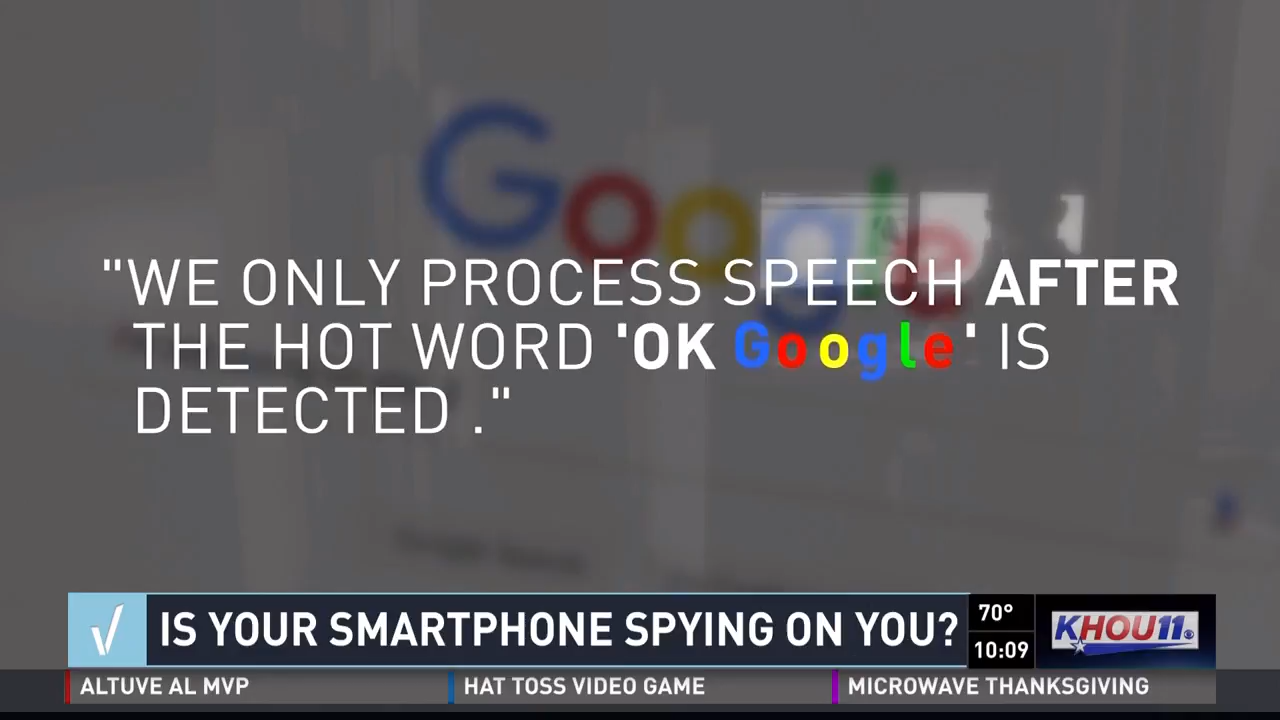 Google
"WE ONLY PROCESS SPEECH AFTER
THE HOT WORD 'OK Google' IS
DETECTED ."
IS YOUR SMARTPHONE SPYING ON YOU?
70°
10:09
KHOU11
ALTUVE AL MVP
HAT TOSS VIDEO GAME
MICROWAVE THANKSGIVING